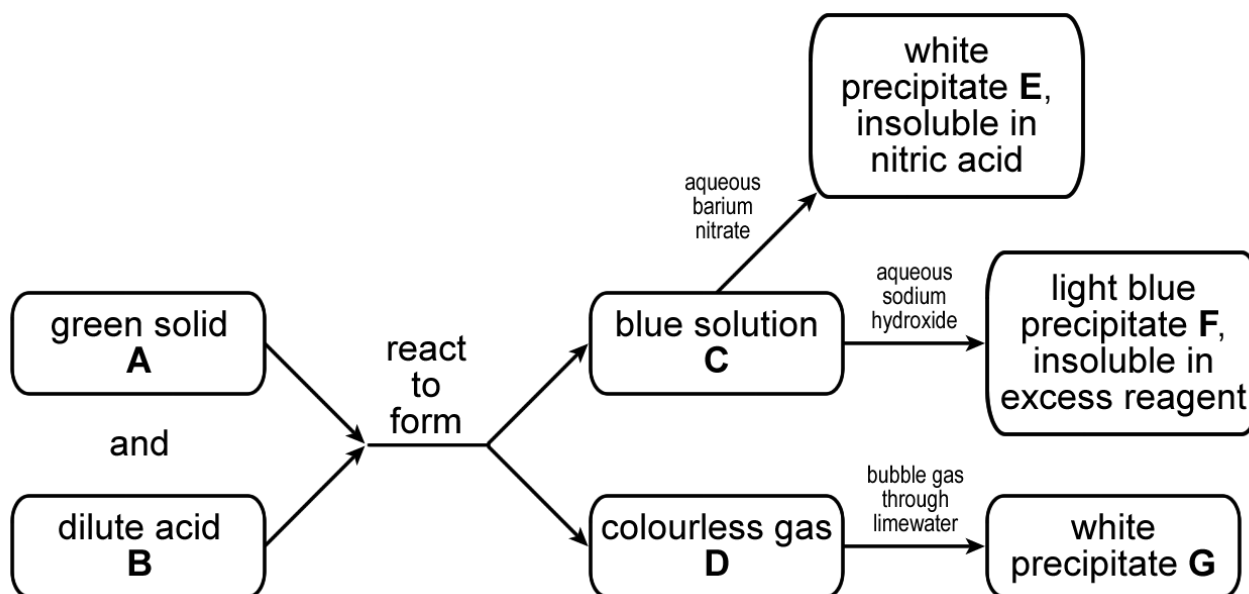 white
precipitate E,
insoluble in
nitric acid
aqueous
barium
nitrate
green solid
A
and
dilute acid
B
react
to
form
blue solution
C
aqueous
sodium
hydroxide
light blue
precipitate F,
insoluble in
excess reagent
colourless gas
D
bubble gas
through
limewater
white
precipitate G